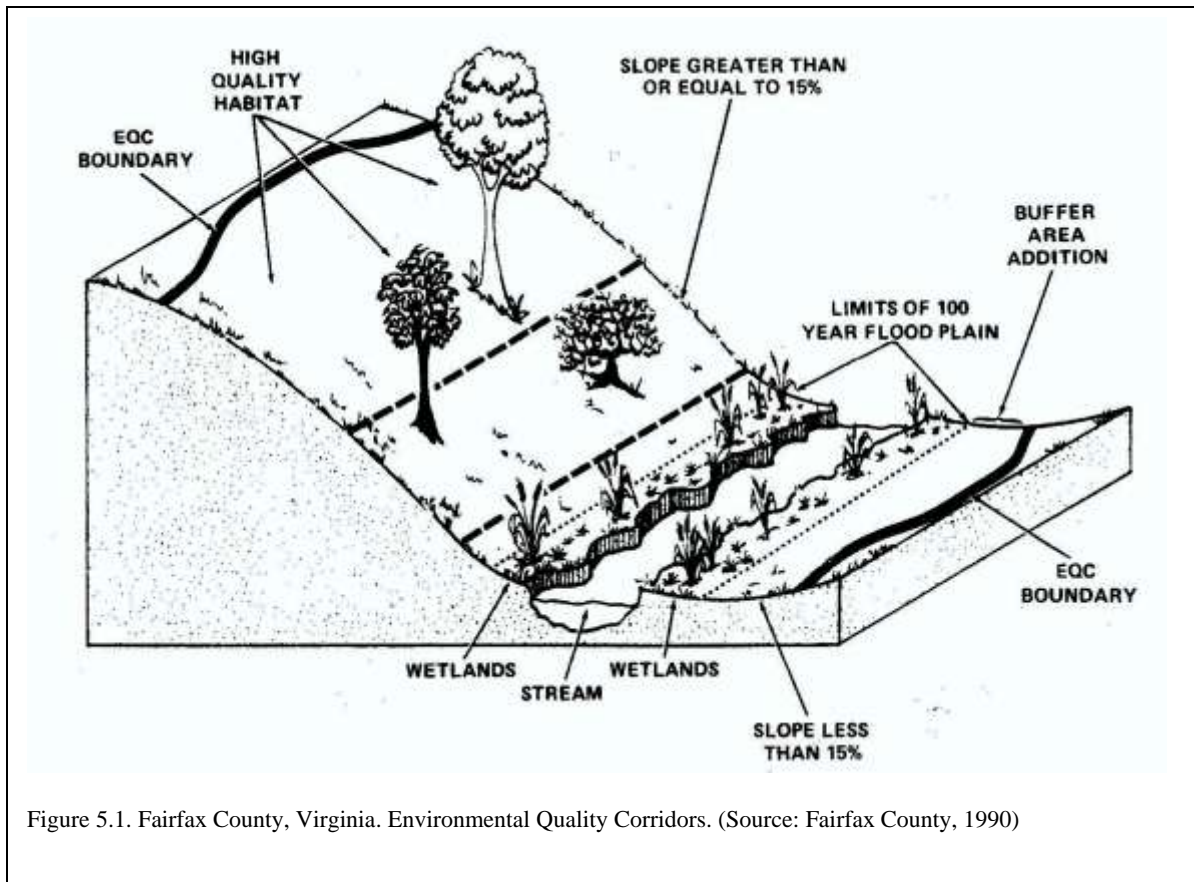 HIGH
QUALITY
HABITAT
SLOPE GREATER THAN
OR EQUAL TO 15%
EQC
BOUNDARY
BUFFER
AREA
ADDITION
LIMITS OF 100
YEAR FLOOD PLAIN
EQC
BOUNDARY
WETLANDS
STREAM
WETLANDS
SLOPE LESS
THAN 15%
Figure 5.1. Fairfax County, Virginia. Environmental Quality Corridors. (Source: Fairfax County, 1990)